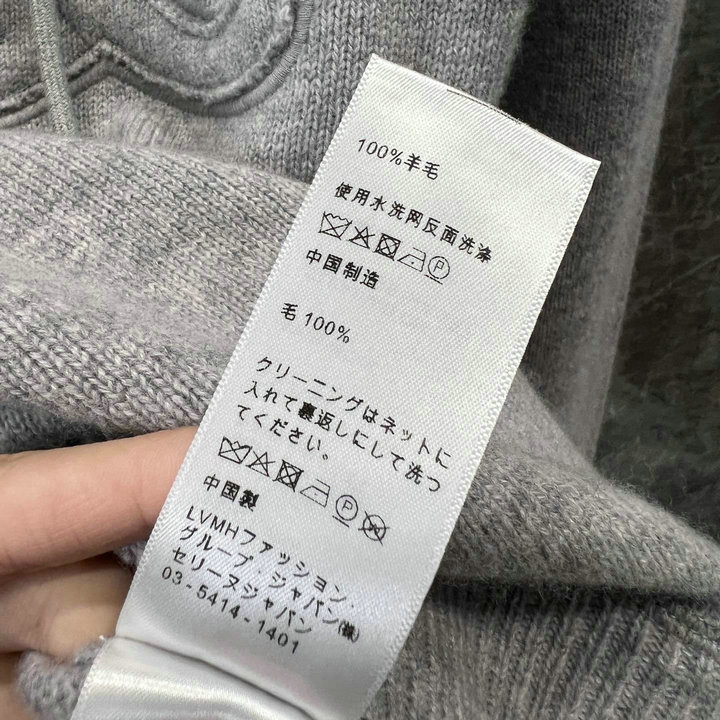 100%羊毛
使用水洗网反面洗涤
中国制造
毛 100%
クリーニングはネットに
入れて裏返しにして洗っ
てください。
中国製
LVMHファッション.
グループ ジャパン㈱
セリーヌジャパン
03-5414-1401